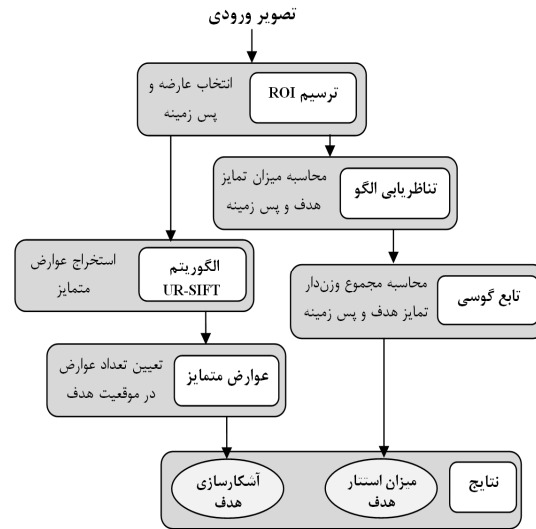 تصویر ورودی
ترسیم ROI
انتخاب عارضه و
پس زمینه
تناظریابی الگو
محاسبه میزان تمایز
هدف و پس زمینه
الگوریتم
UR-SIFT
استخراج عوارض
متمایز
تابع گوسی
محاسبه مجموع وزن‌دار
تمایز هدف و پس زمینه
عوارض متمایز
تعیین تعداد عوارض
در موقعیت هدف
نتایج
میزان استتار
هدف
آشکارسازی
هدف